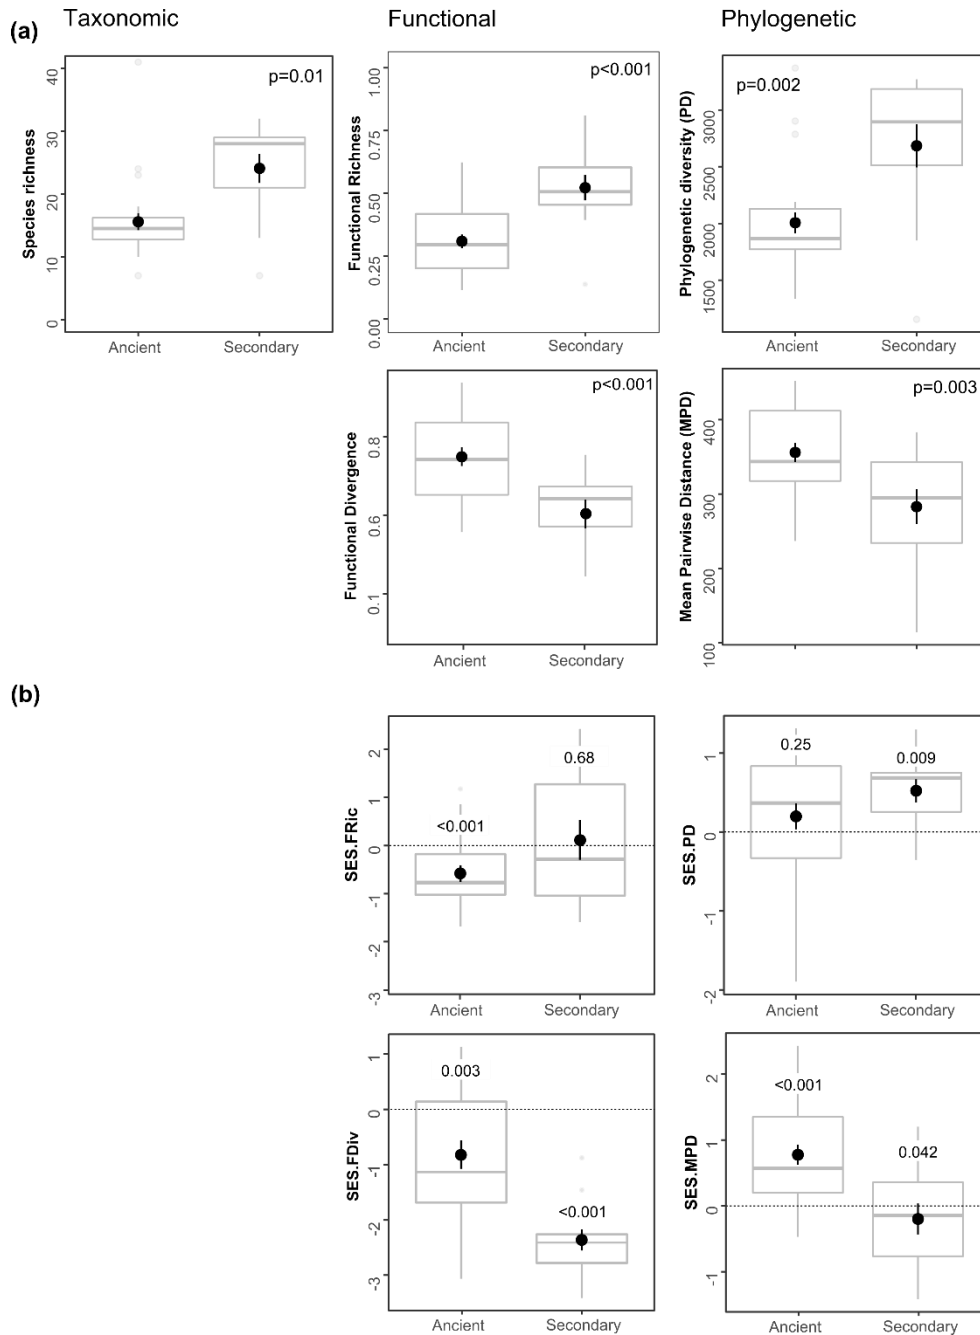 Taxonomic
Functional
Phylogenetic
(a)
Species richness
40
30
20
10
0
p=0.01
Ancient
Secondary
Functional Richness
1.00
0.75
0.50
0.25
0.00
p<0.001
Ancient
Secondary
Phylogenetic diversity (PD)
3000
2500
2000
1500
p=0.002
Ancient
Secondary
Functional Divergence
0.8
0.6
0.1
p<0.001
Ancient
Secondary
Mean Pairwise Distance (MPD)
400
300
200
100
p=0.003
(b)
SES.FRic
2
1
0
-1
-2
-3
<0.001
0.68
Ancient
Secondary
SES.PD
1
0
-1
-2
0.25
0.009
Ancient
Secondary
SES.FDiv
1
0
-1
-2
-3
0.003
<0.001
Ancient
Secondary
SES.MPD
2
1
0
-1
<0.001
0.042
Ancient
Secondary